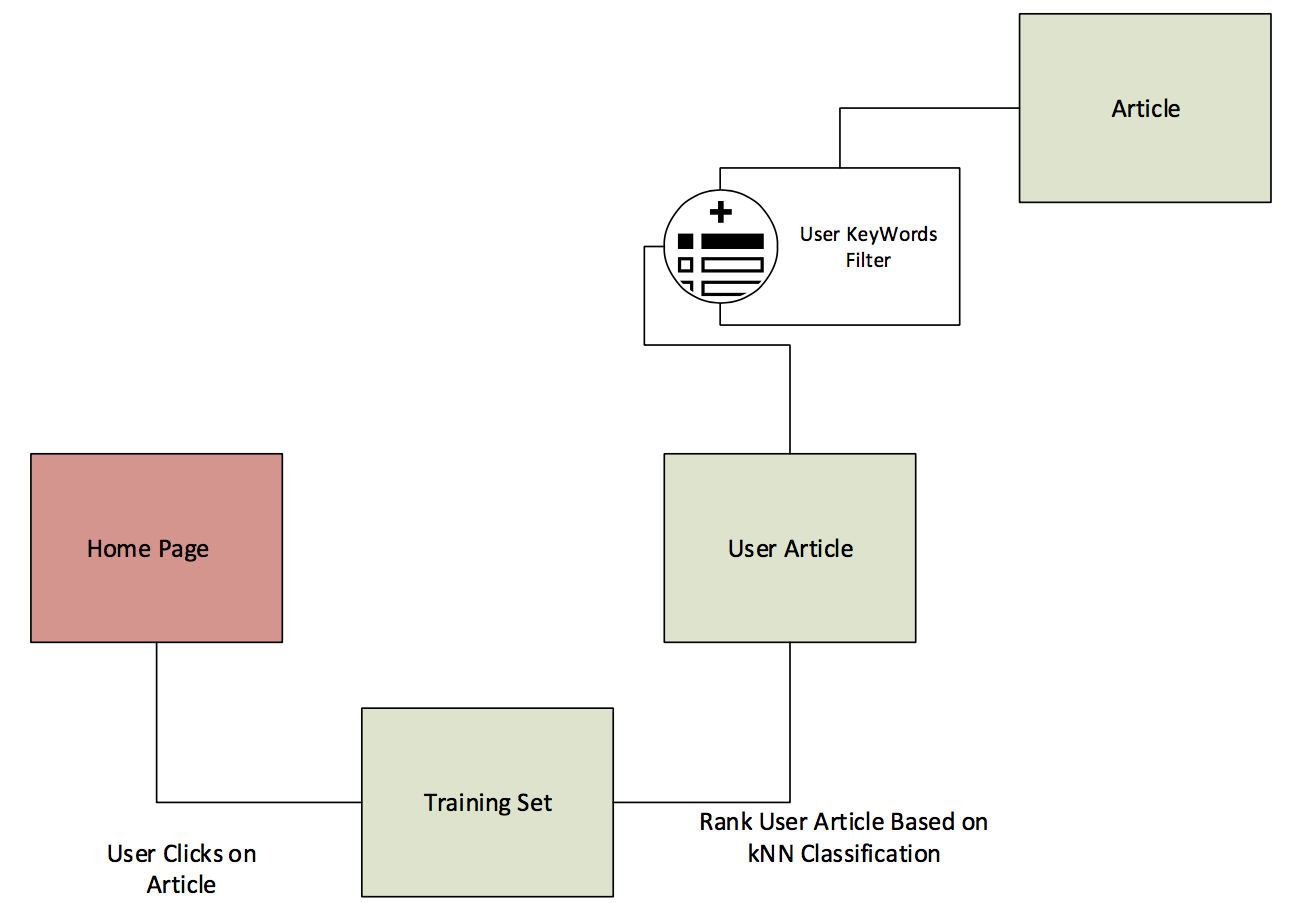 Article
User KeyWords
Filter
Home Page
User Article
Training Set
User Clicks on
Article
Rank User Article Based on
kNN Classification